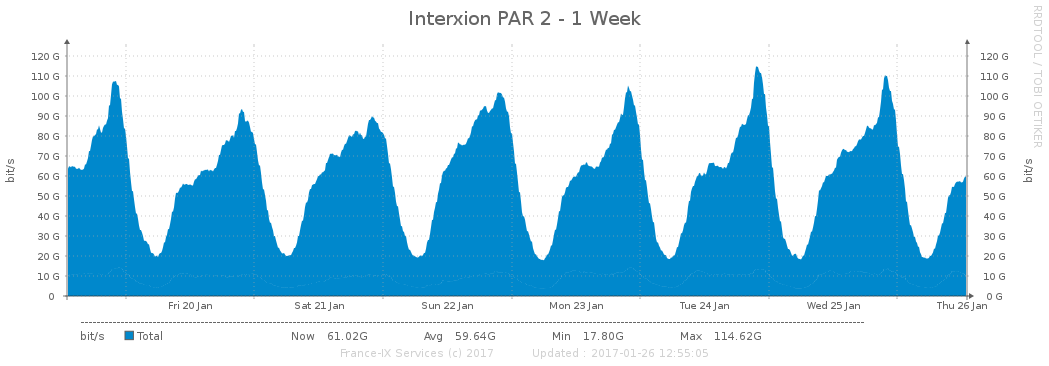 Interxion PAR 2 - 1 Week
RRDTOOL / TOBI OETIKER
bit/s
120 G
110 G
100 G
90 G
80 G
70 G
60 G
50 G
40 G
30 G
20 G
10 G
0
120 G
110 G
100 G
90 G
80 G
70 G
60 G
50 G
40 G
30 G
20 G
10 G
0 G
bit/s
Fri 20 Jan Sat 21 Jan Sun 22 Jan Mon 23 Jan Tue 24 Jan Wed 25 Jan Thu 26 Jan
bit/s Total Now 61.02G Avg 59.64G Min 17.80G Max 114.62G
France-IX Services (c) 2017 Updated : 2017-01-26 12:55:05